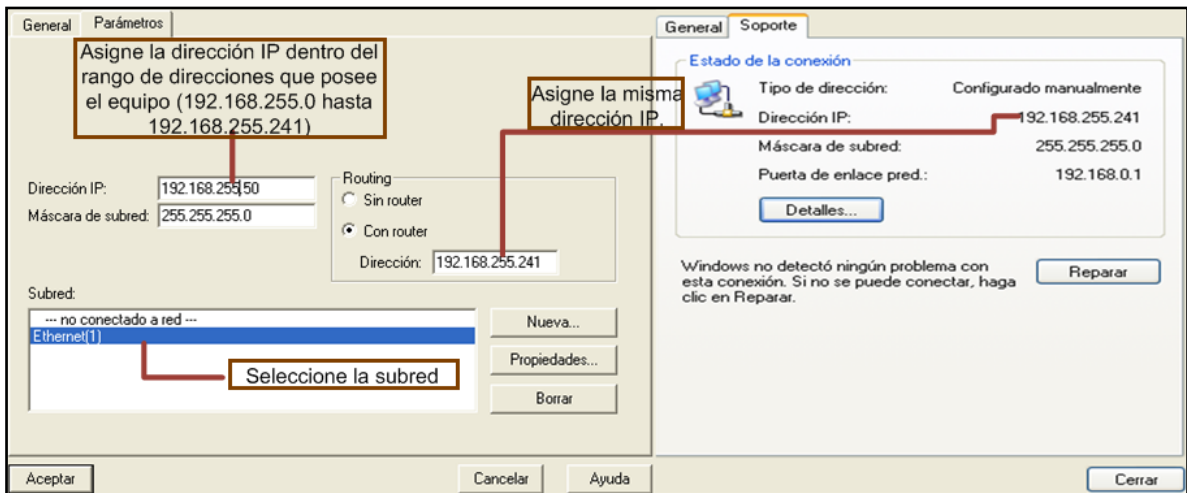 General Parámetros
Asigne la dirección IP dentro del
rango de direcciones que posee
el equipo (192.168.255.0 hasta
192.168.255.241)
Dirección IP: 192.168.255.50
Máscara de subred: 255.255.255.0
Routing
Sin router
Con router
Dirección: 192.168.255.241
Subred:
--- no conectado a red ---
Ethernet(1)
Seleccione la subred
Nueva...
Propiedades...
Borrar
Aceptar Cancelar Ayuda
Asigne la misma
dirección IP.
General Soporte
Estado de la conexión
Tipo de dirección: Configurado manualmente
Dirección IP: 192.168.255.241
Máscara de subred: 255.255.255.0
Puerta de enlace pred.: 192.168.0.1
Detalles...
Windows no detectó ningún problema con
esta conexión. Si no se puede conectar, haga
clic en Reparar.
Reparar
Cerrar